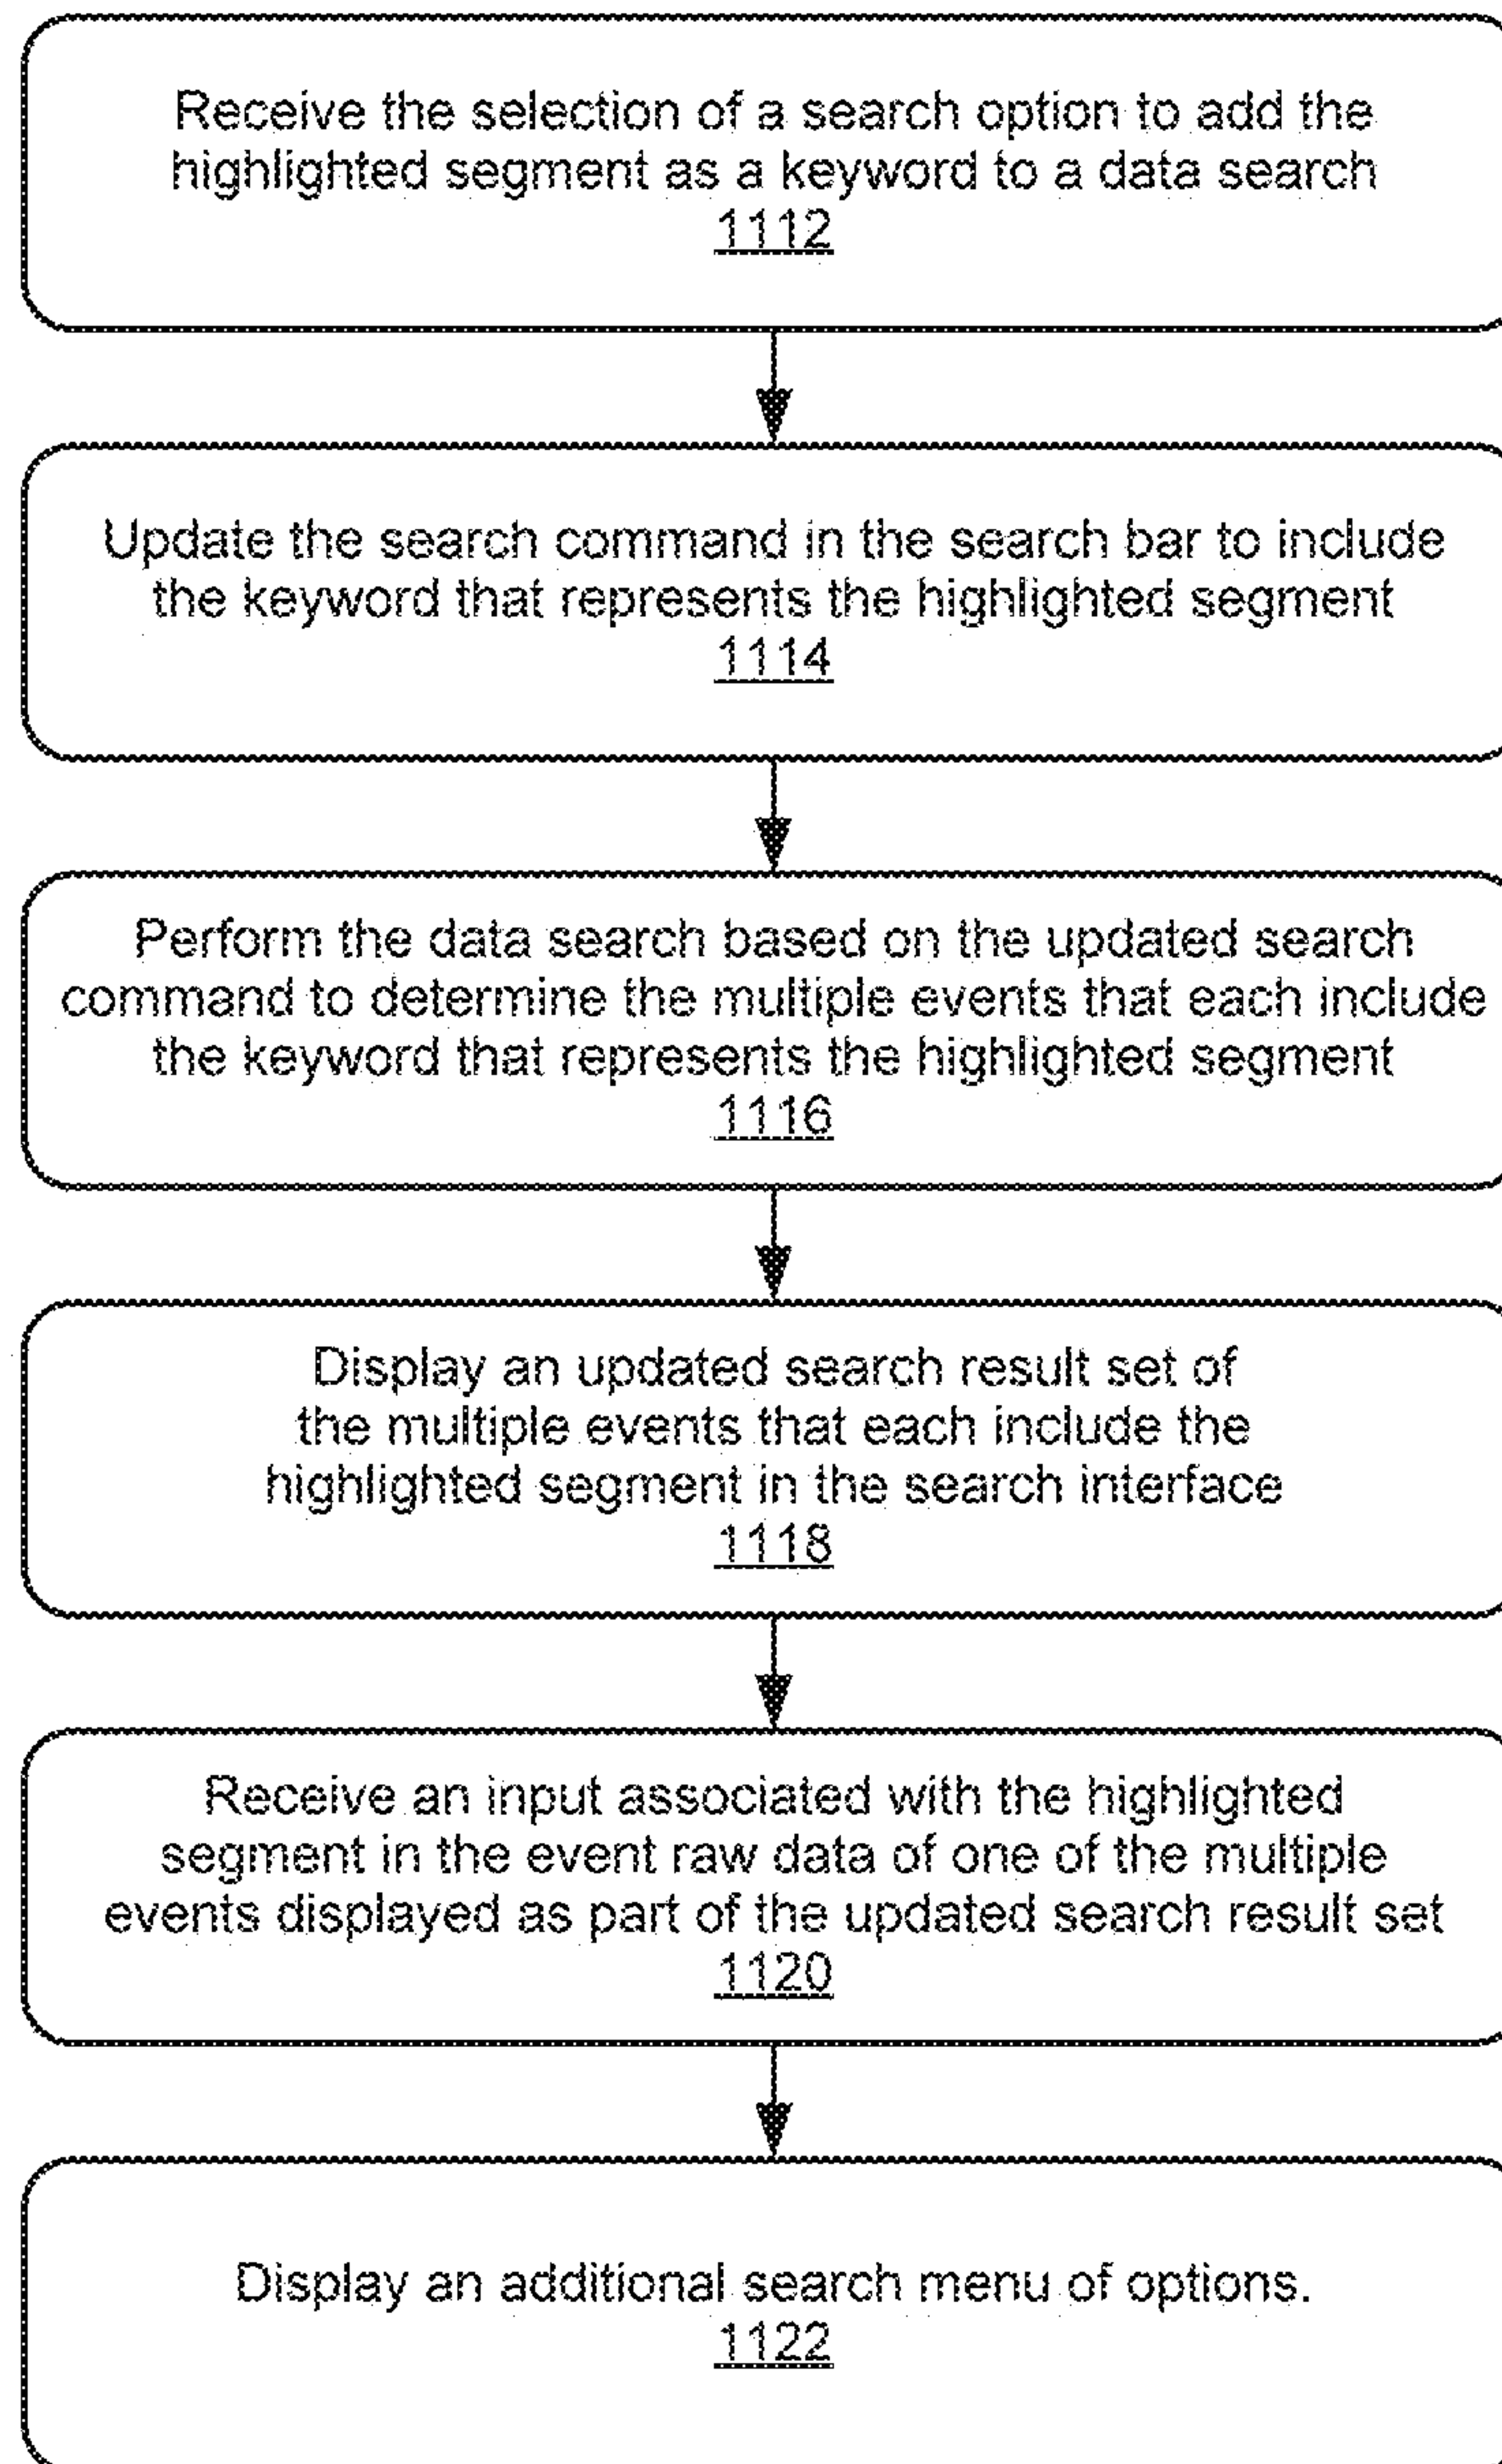 Receive the selection of a search option to add the
highlighted segment as a keyword to a data search
1112
Update the search command in the search bar to include
the keyword that represents the highlighted segment
1114
Perform the data search based on the updated search
command to determine the multiple events that each include
the keyword that represents the highlighted segment
1116
Display an updated search result set of
the multiple events that each include the
highlighted segment in the search interface
1118
Receive an input associated with the highlighted
segment in the event raw data of one of the multiple
events displayed as part of the updated search result set
1120
Display an additional search menu of options.
1122